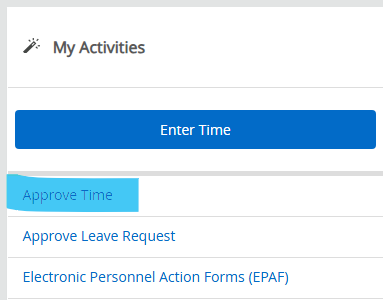 My Activities
Enter Time
Approve Time
Approve Leave Request
Electronic Personnel Action Forms (EPAF)